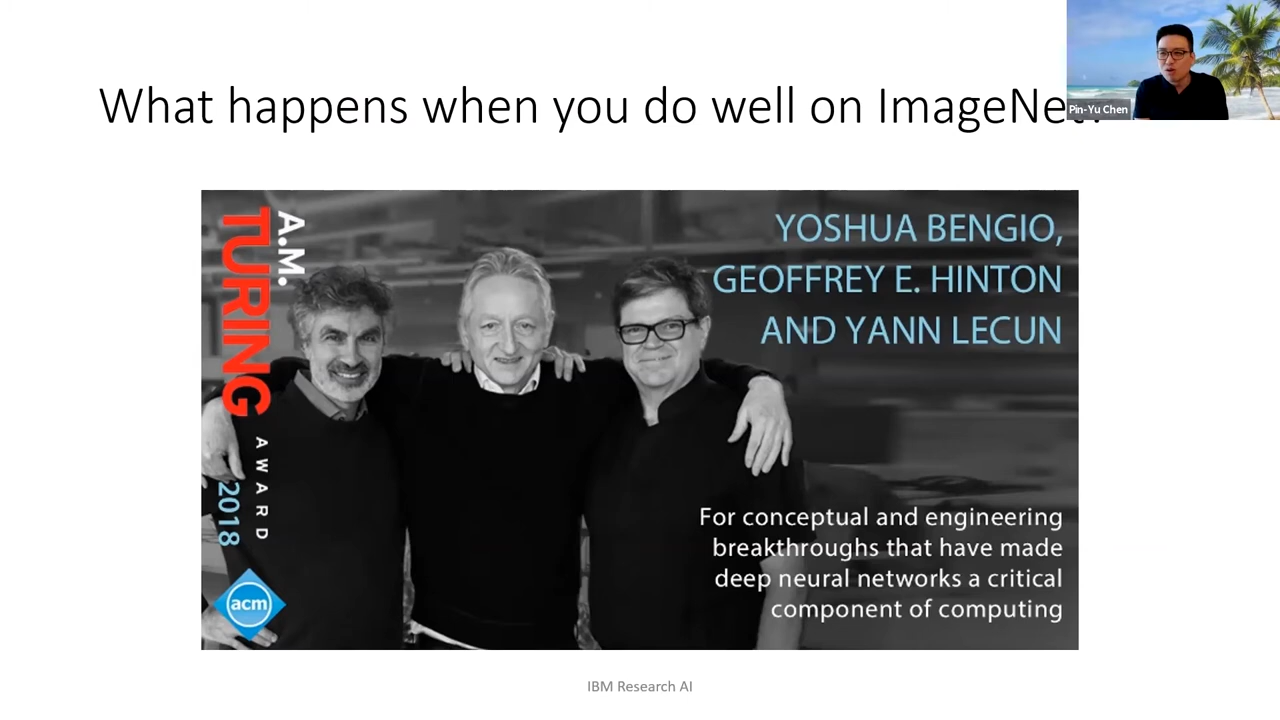 What happens when you do well on ImageNet?
Pin-Yu Chen
A.M.
TURING
AWARD
2018
acm
YOSHUA BENGIO,
GEOFFREY E. HINTON
AND YANN LECUN
For conceptual and engineering
breakthroughs that have made
deep neural networks a critical
component of computing
IBM Research AI